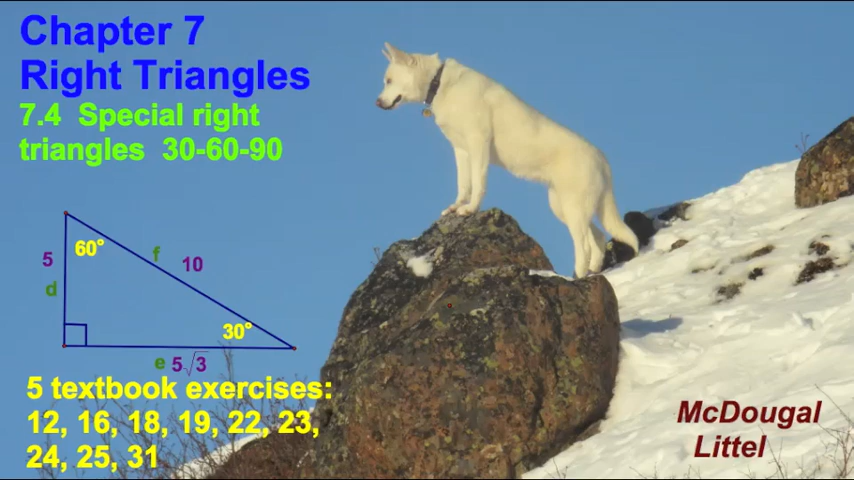 Chapter 7
Right Triangles
7.4 Special right
triangles 30-60-90
60°
5
f
10
d
30°
e 5√3
5 textbook exercises:
12, 16, 18, 19, 22, 23,
24, 25, 31
McDougal
Littel